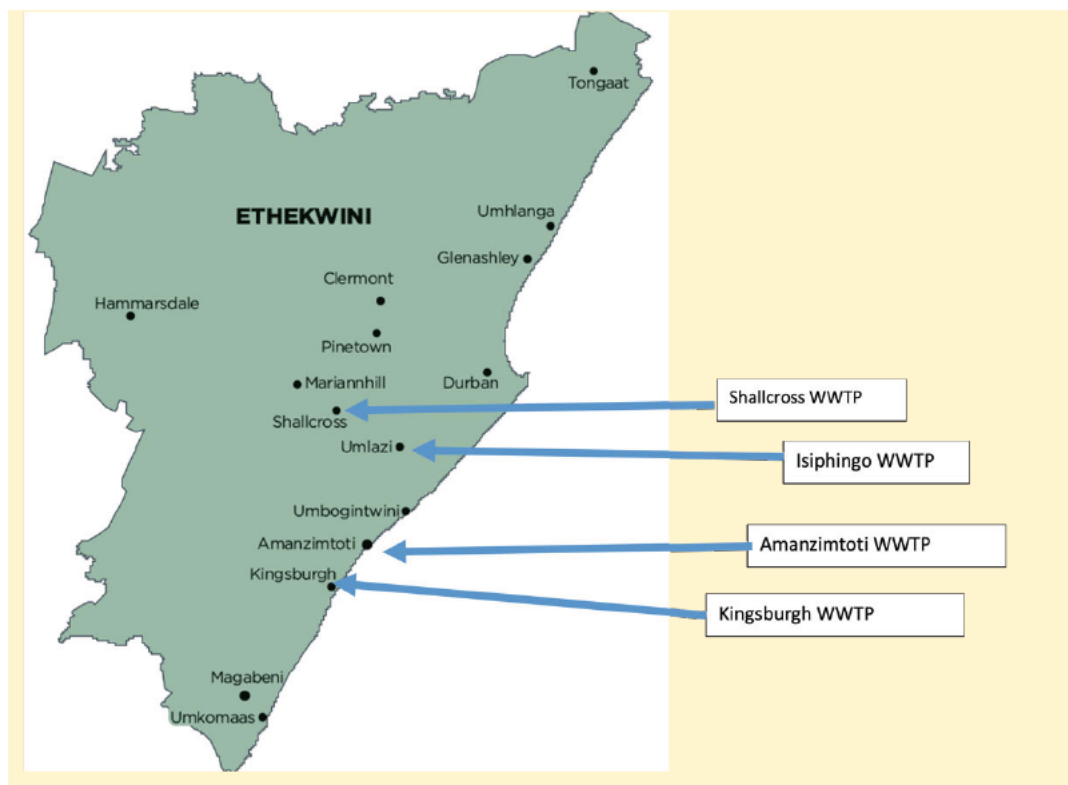 Tongaat
Umhlanga
ETHEKWINI
Glenashley
Clermont
Hammarsdale
Pinetown
Mariannhill
Durban
Shallcross WWTP
Shallcross
Umlazi
Isiphingo WWTP
Umbogintwini
Amanzimtoti
Amanzimtoti WWTP
Kingsburgh
Kingsburgh WWTP
Magabeni
Umkomaas